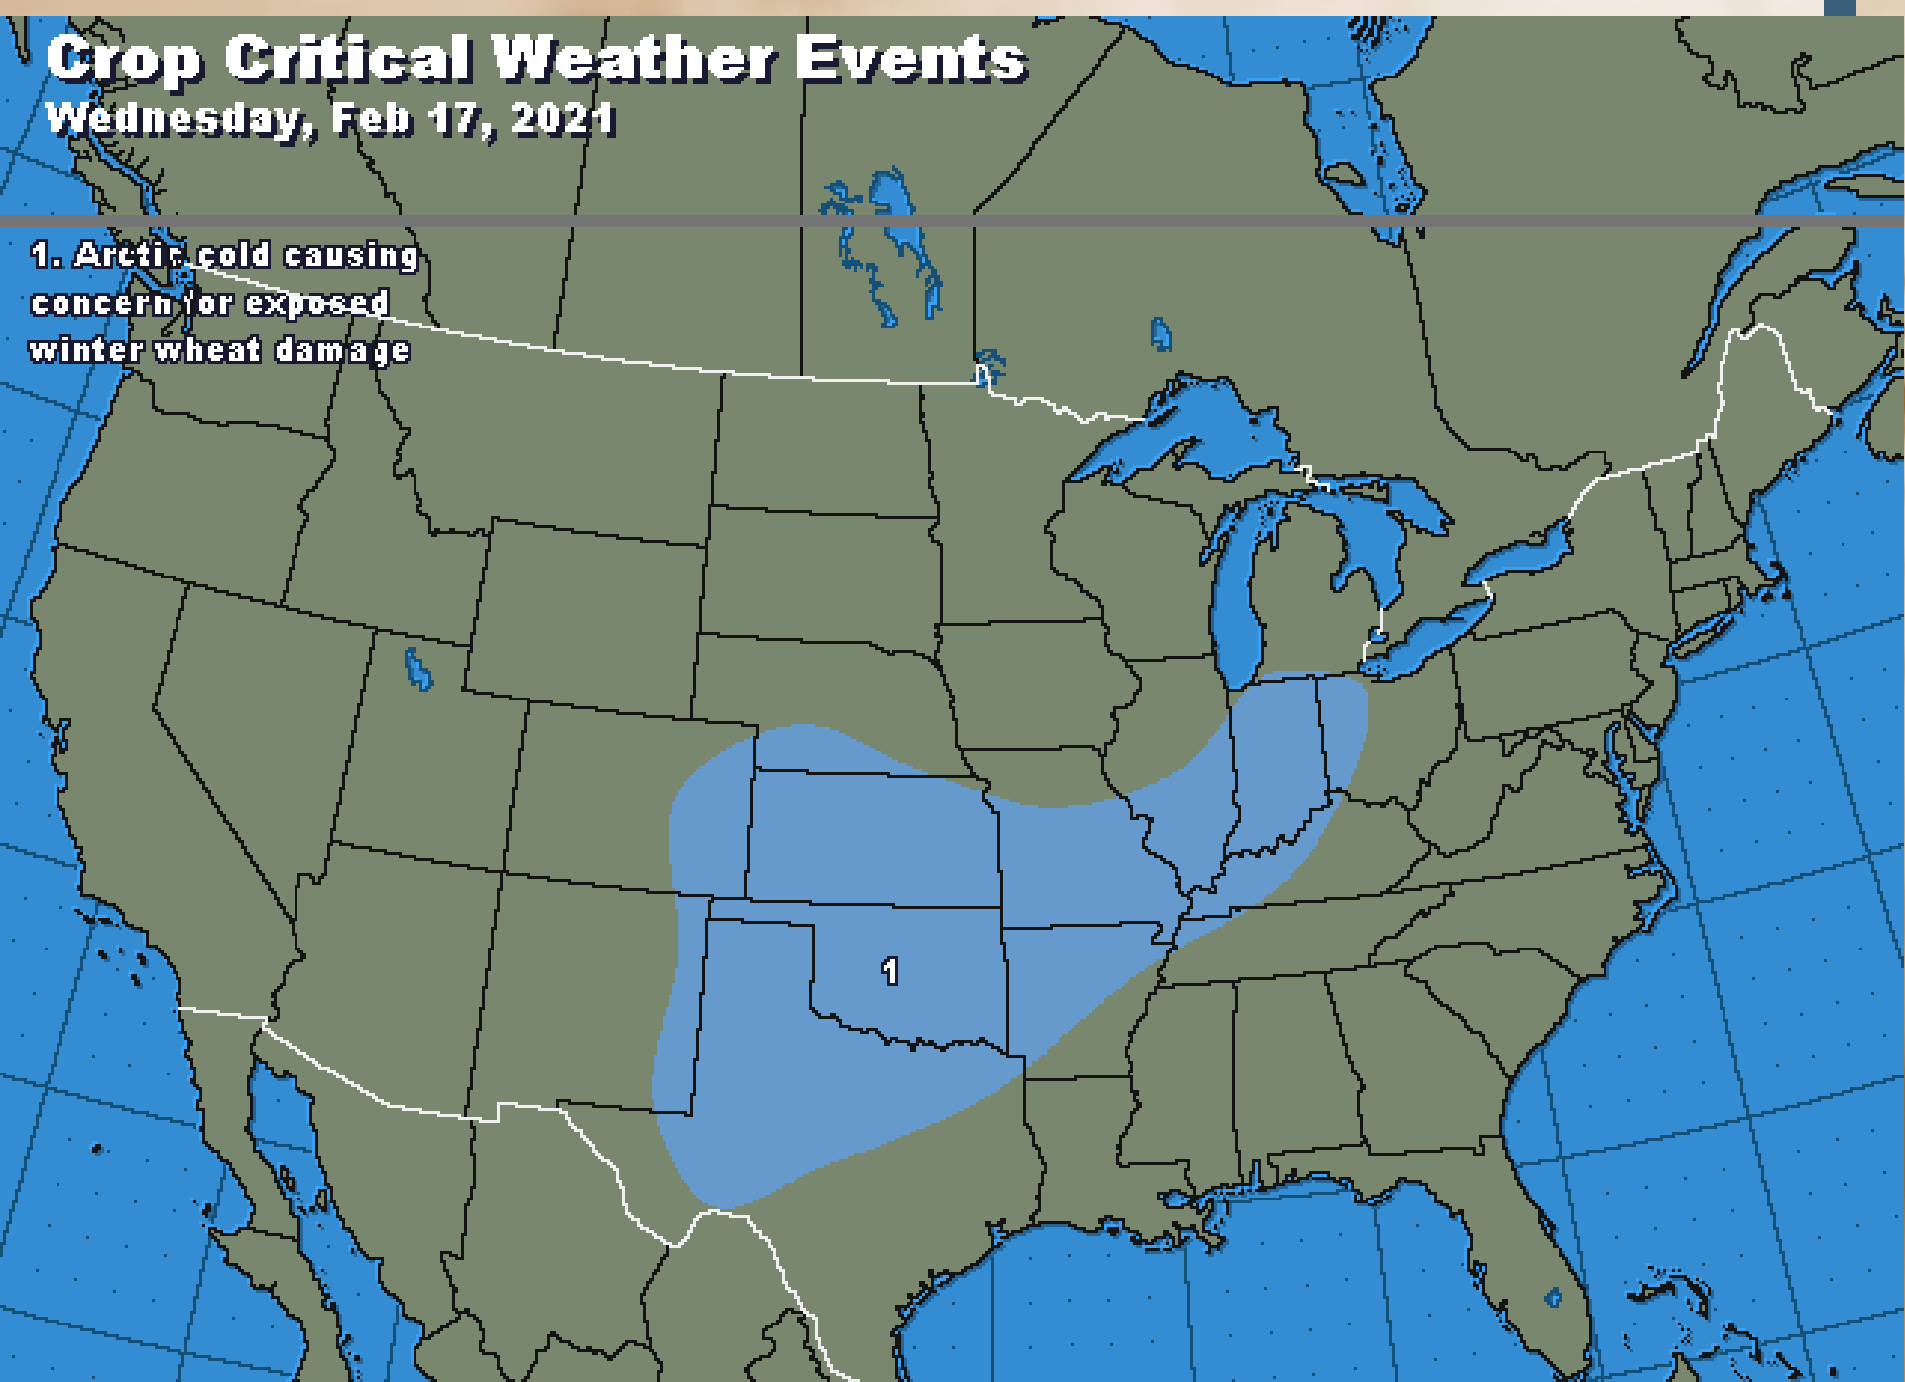 Crop Critical Weather Events
Wednesday, Feb 17, 2021
1. Arctic cold causing
concern for exposed
winter wheat damage
1